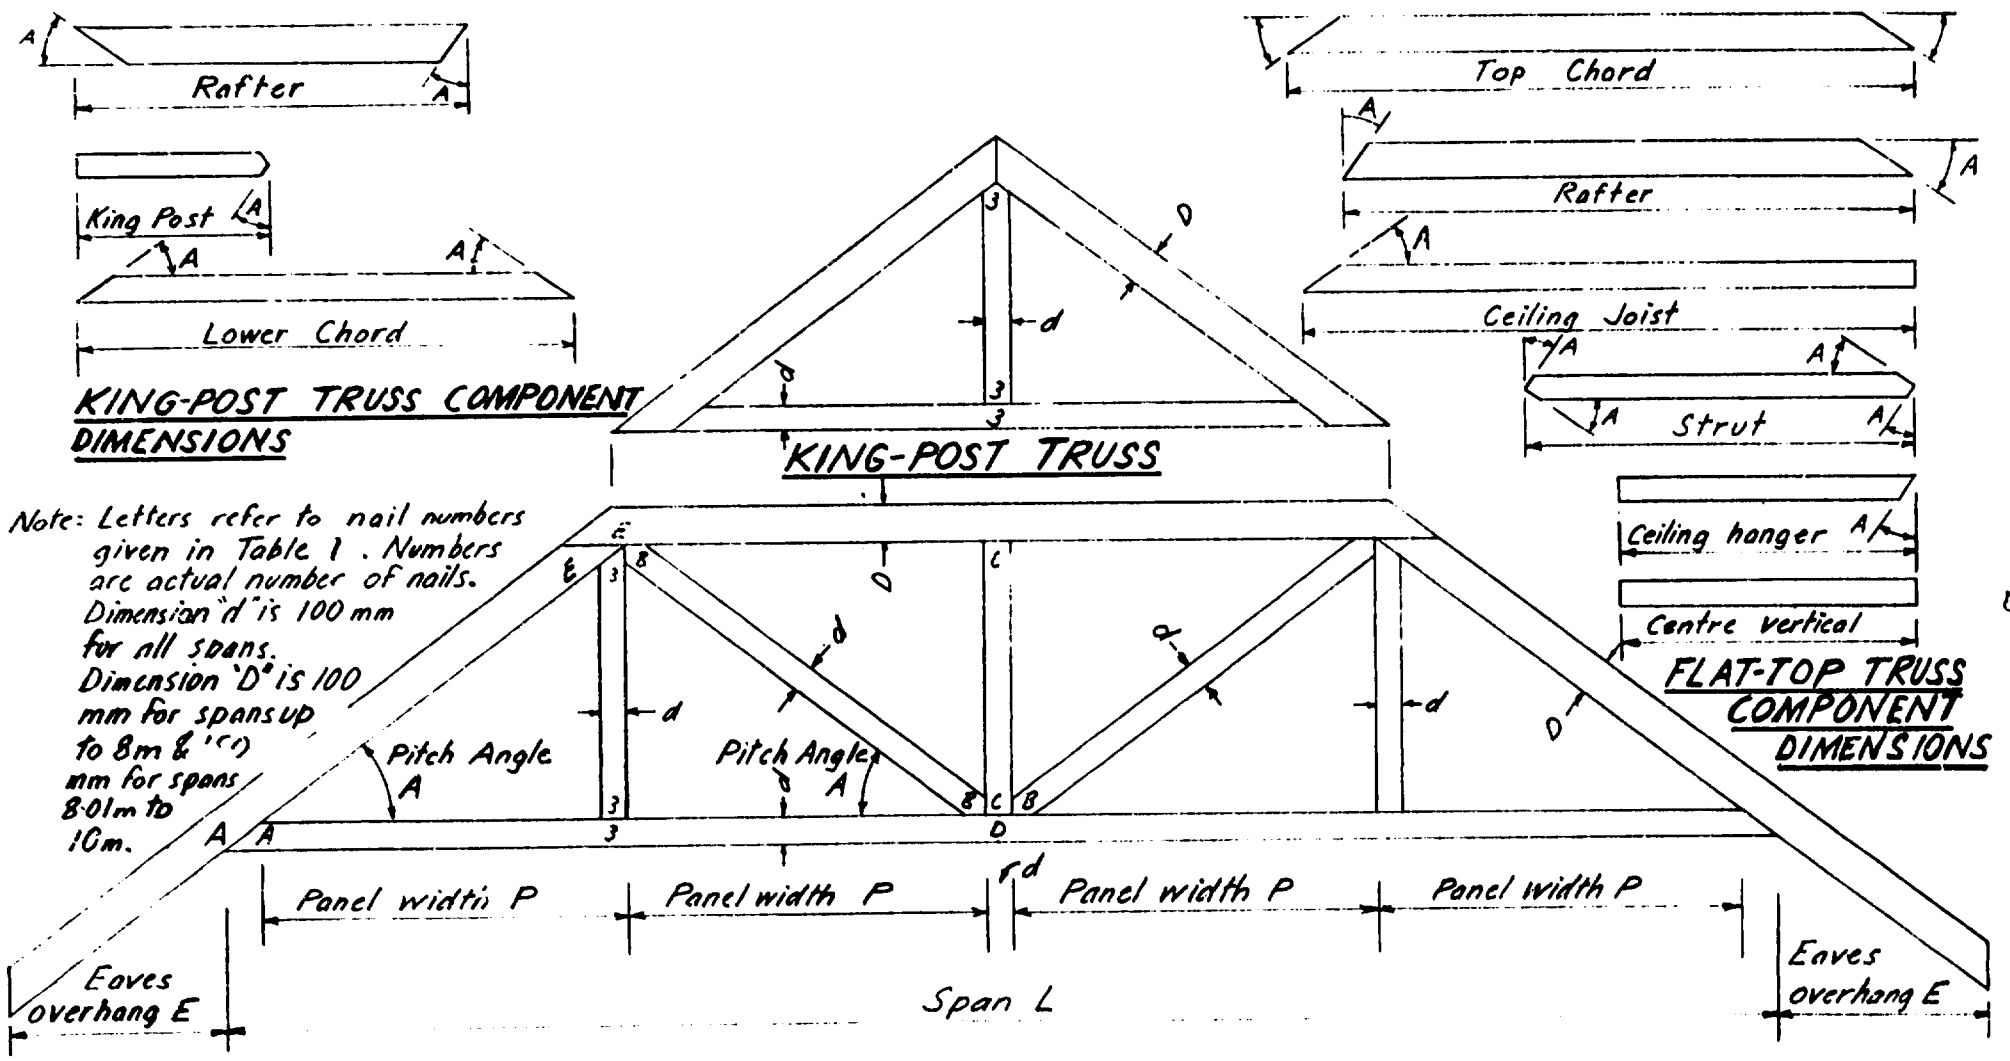 A
A
Rafter
King Post
A
A
A
Lower Chord
KING-POST TRUSS COMPONENT
DIMENSIONS
3
D
d
d
3
3
KING-POST TRUSS
Top Chord
A
A
Rafter
A
Ceiling Joist
A
A
A
A
Strut
Ceiling hanger
A
Centre vertical
FLAT-TOP TRUSS
COMPONENT
DIMENSIONS
Note: Letters refer to nail numbers
given in Table 1 . Numbers
are actual number of nails.
Dimension "d" is 100 mm
for all spans.
Dimension "D" is 100
mm for spans up
to 8m &
mm for spans
8.01m to
10m.
E
E
3
B
C
D
d
d
d
d
D
Pitch Angle
A
Pitch Angle
A
d
A
A
3
3
B
C
B
D
d
Panel width P
Panel width P
Panel width P
Panel width P
Eaves
overhang E
Span L
Eaves
overhang E